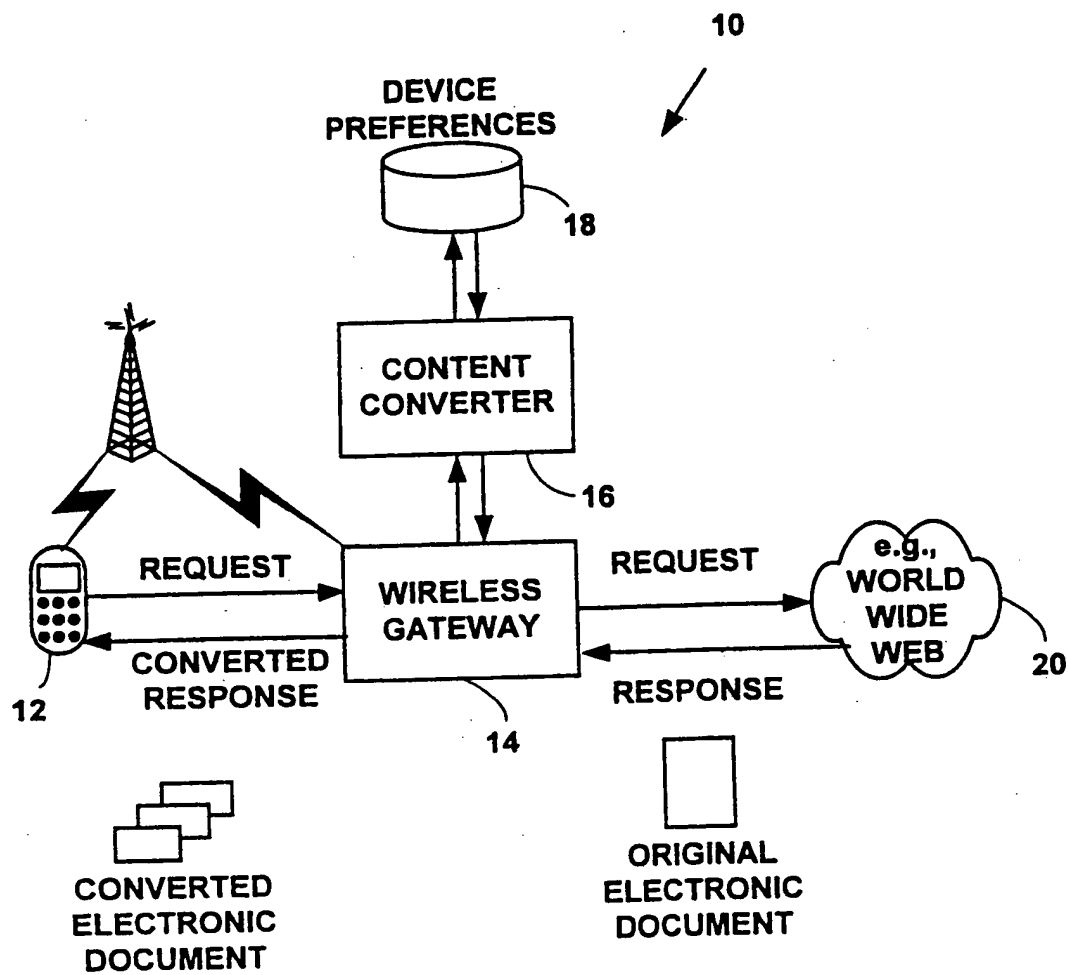 10
DEVICE
PREFERENCES
18
CONTENT
CONVERTER
16
REQUEST
WIRELESS
GATEWAY
REQUEST
e.g.,
WORLD
WIDE
WEB
CONVERTED
RESPONSE
RESPONSE
20
12
14
CONVERTED
ELECTRONIC
DOCUMENT
ORIGINAL
ELECTRONIC
DOCUMENT